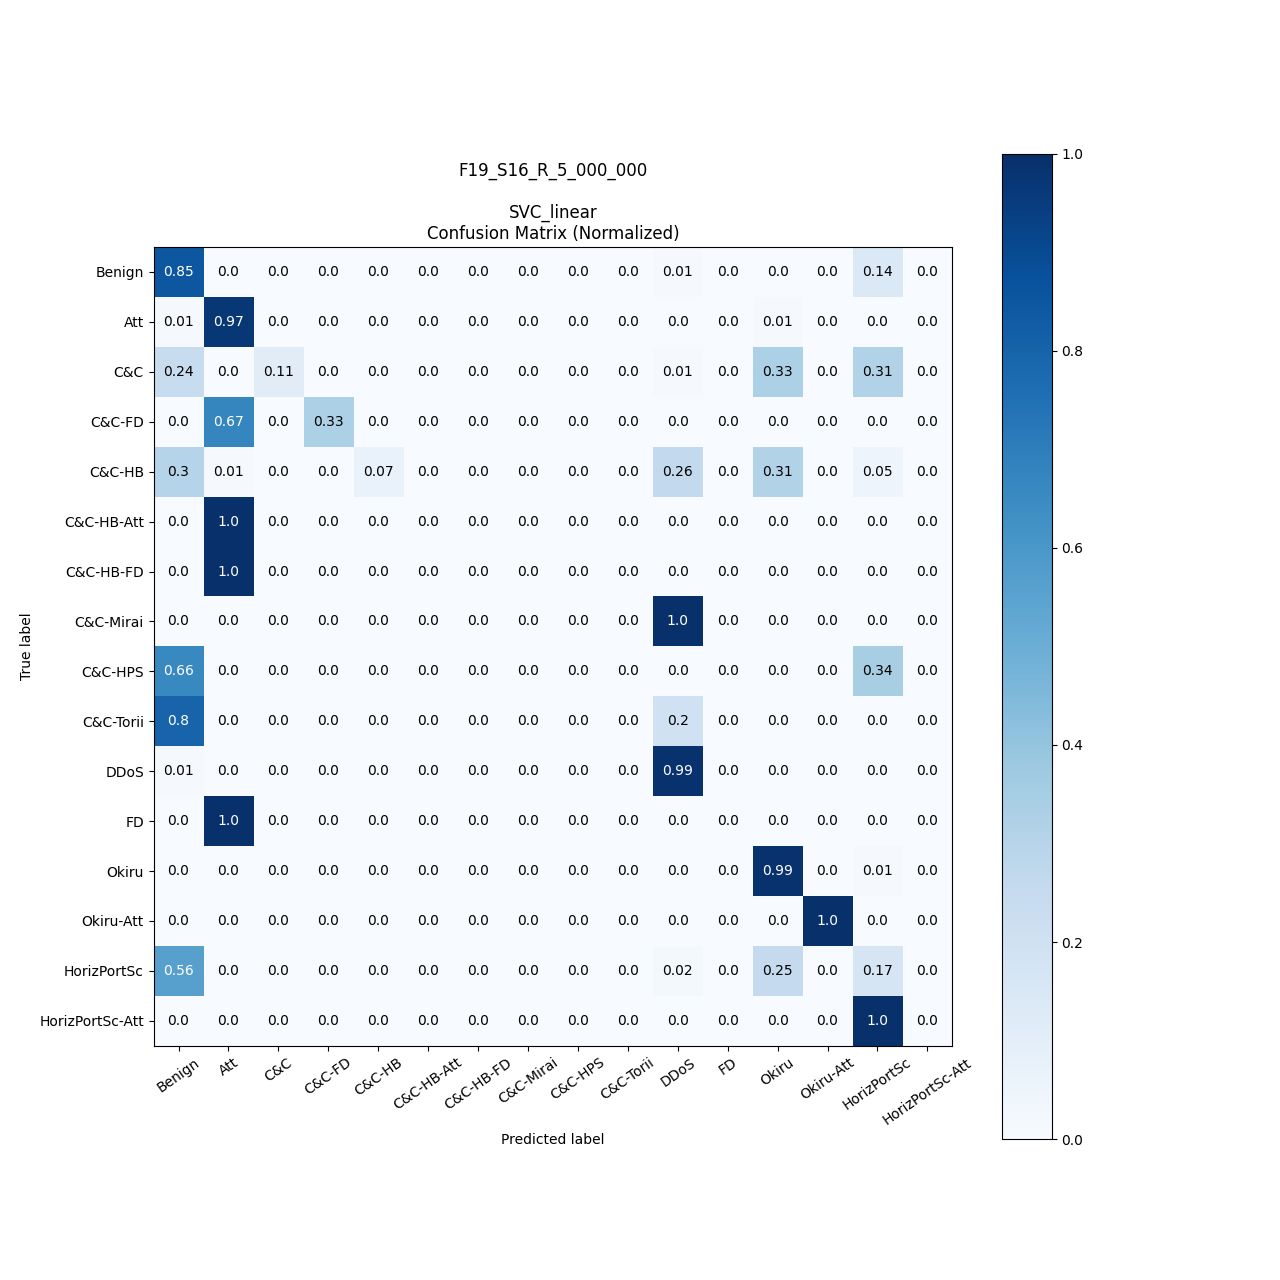 F19_S16_R_5_000_000
SVC_linear
Confusion Matrix (Normalized)
Benign 0.85 0.0 0.0 0.0 0.0 0.0 0.0 0.0 0.0 0.0 0.01 0.0 0.0 0.0 0.14 0.0
Att 0.01 0.97 0.0 0.0 0.0 0.0 0.0 0.0 0.0 0.0 0.0 0.0 0.01 0.0 0.0 0.0
C&C 0.24 0.0 0.11 0.0 0.0 0.0 0.0 0.0 0.0 0.0 0.01 0.0 0.33 0.0 0.31 0.0
C&C-FD 0.0 0.67 0.0 0.33 0.0 0.0 0.0 0.0 0.0 0.0 0.0 0.0 0.0 0.0 0.0 0.0
C&C-HB 0.3 0.01 0.0 0.0 0.07 0.0 0.0 0.0 0.0 0.0 0.26 0.0 0.31 0.0 0.05 0.0
C&C-HB-Att 0.0 1.0 0.0 0.0 0.0 0.0 0.0 0.0 0.0 0.0 0.0 0.0 0.0 0.0 0.0 0.0
C&C-HB-FD 0.0 1.0 0.0 0.0 0.0 0.0 0.0 0.0 0.0 0.0 0.0 0.0 0.0 0.0 0.0 0.0
C&C-Mirai 0.0 0.0 0.0 0.0 0.0 0.0 0.0 0.0 0.0 0.0 1.0 0.0 0.0 0.0 0.0 0.0
C&C-HPS 0.66 0.0 0.0 0.0 0.0 0.0 0.0 0.0 0.0 0.0 0.0 0.0 0.0 0.0 0.34 0.0
C&C-Torii 0.8 0.0 0.0 0.0 0.0 0.0 0.0 0.0 0.0 0.0 0.2 0.0 0.0 0.0 0.0 0.0
DDoS 0.01 0.0 0.0 0.0 0.0 0.0 0.0 0.0 0.0 0.0 0.99 0.0 0.0 0.0 0.0 0.0
FD 0.0 1.0 0.0 0.0 0.0 0.0 0.0 0.0 0.0 0.0 0.0 0.0 0.0 0.0 0.0 0.0
Okiru 0.0 0.0 0.0 0.0 0.0 0.0 0.0 0.0 0.0 0.0 0.0 0.0 0.99 0.0 0.01 0.0
Okiru-Att 0.0 0.0 0.0 0.0 0.0 0.0 0.0 0.0 0.0 0.0 0.0 0.0 0.0 1.0 0.0 0.0
HorizPortSc 0.56 0.0 0.0 0.0 0.0 0.0 0.0 0.0 0.0 0.0 0.02 0.0 0.25 0.0 0.17 0.0
HorizPortSc-Att 0.0 0.0 0.0 0.0 0.0 0.0 0.0 0.0 0.0 0.0 0.0 0.0 0.0 0.0 1.0 0.0
Benign Att C&C C&C-FD C&C-HB C&C-HB-Att C&C-HB-FD C&C-Mirai C&C-HPS C&C-Torii DDoS FD Okiru Okiru-Att HorizPortSc HorizPortSc-Att
Predicted label
True label
1.0
0.8
0.6
0.4
0.2
0.0